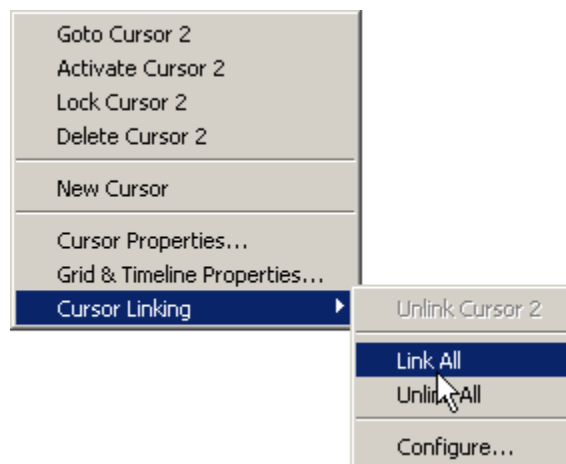 Goto Cursor 2
Activate Cursor 2
Lock Cursor 2
Delete Cursor 2
New Cursor
Cursor Properties...
Grid & Timeline Properties...
Cursor Linking
Unlink Cursor 2
Link All
Unlink All
Configure...